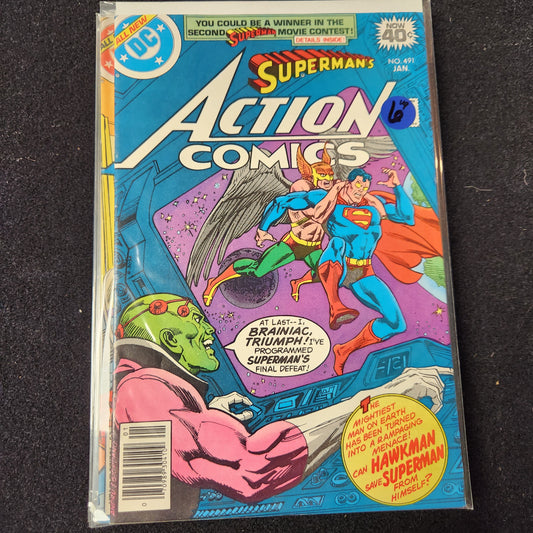 YOU COULD BE A WINNER IN THE
SECOND SUPERMAN MOVIE CONTEST!
DETAILS INSIDE!
ALL NEW
DC
NOW
40¢
NO. 491
JAN.
SUPERMAN'S
ACTION
COMICS
6
AT LAST--I,
BRAINIAC,
TRIUMPH! I'VE
PROGRAMMED
SUPERMAN'S
FINAL DEFEAT!
THE
MIGHTIEST
MAN ON EARTH
HAS BEEN TURNED
INTO A RAMPAGING
MENACE!
CAN HAWKMAN
SAVE SUPERMAN
FROM
HIMSELF?